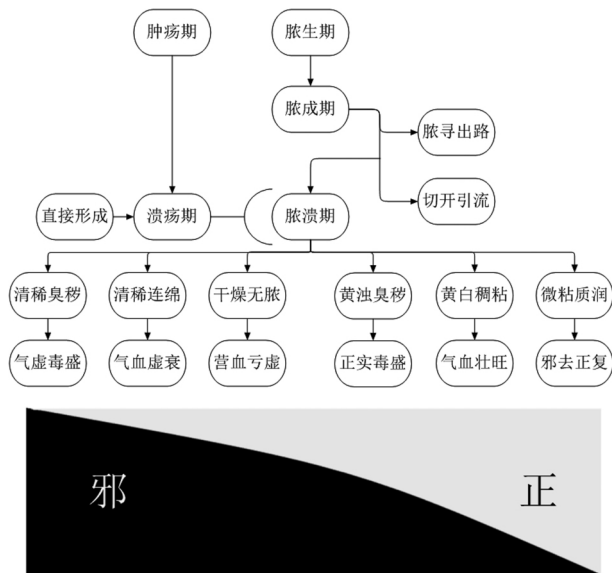 肿疡期 脓生期
脓成期
脓寻出路
直接形成 溃疡期 脓溃期 切开引流
清稀臭秽 清稀连绵 干燥无脓 黄浊臭秽 黄白稠粘 微粘质润
气虚毒盛 气血虚衰 营血亏虚 正实毒盛 气血壮旺 邪去正复
邪 正